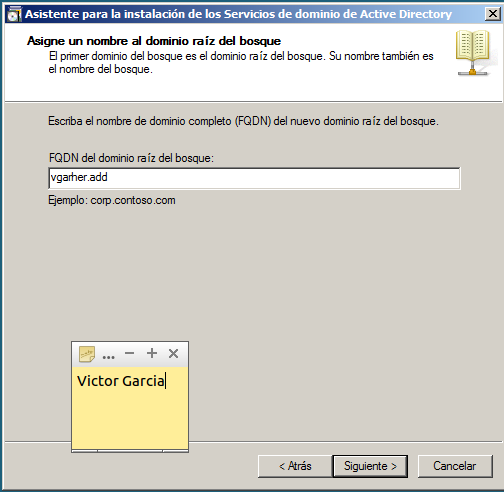 Asistente para la instalación de los Servicios de dominio de Active Directory
Asigne un nombre al dominio raíz del bosque
El primer dominio del bosque es el dominio raíz del bosque. Su nombre también es
el nombre del bosque.
Escriba el nombre de dominio completo (FQDN) del nuevo dominio raíz del bosque.
FQDN del dominio raíz del bosque:
vgarher.add
Ejemplo: corp.contoso.com
...
Victor Garcia
< Atrás
Siguiente >
Cancelar